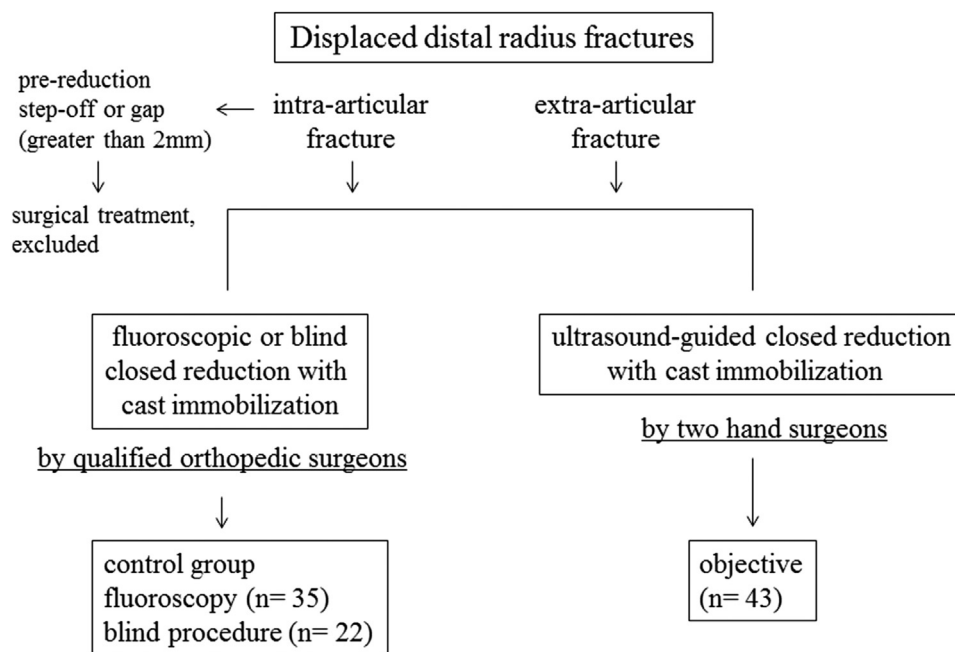 Displaced distal radius fractures
pre-reduction
step-off or gap
(greater than 2mm)
intra-articular
fracture
extra-articular
fracture
surgical treatment,
excluded
fluoroscopic or blind
closed reduction with
cast immobilization
by qualified orthopedic surgeons
ultrasound-guided closed reduction
with cast immobilization
by two hand surgeons
control group
fluoroscopy (n= 35)
blind procedure (n= 22)
objective
(n= 43)